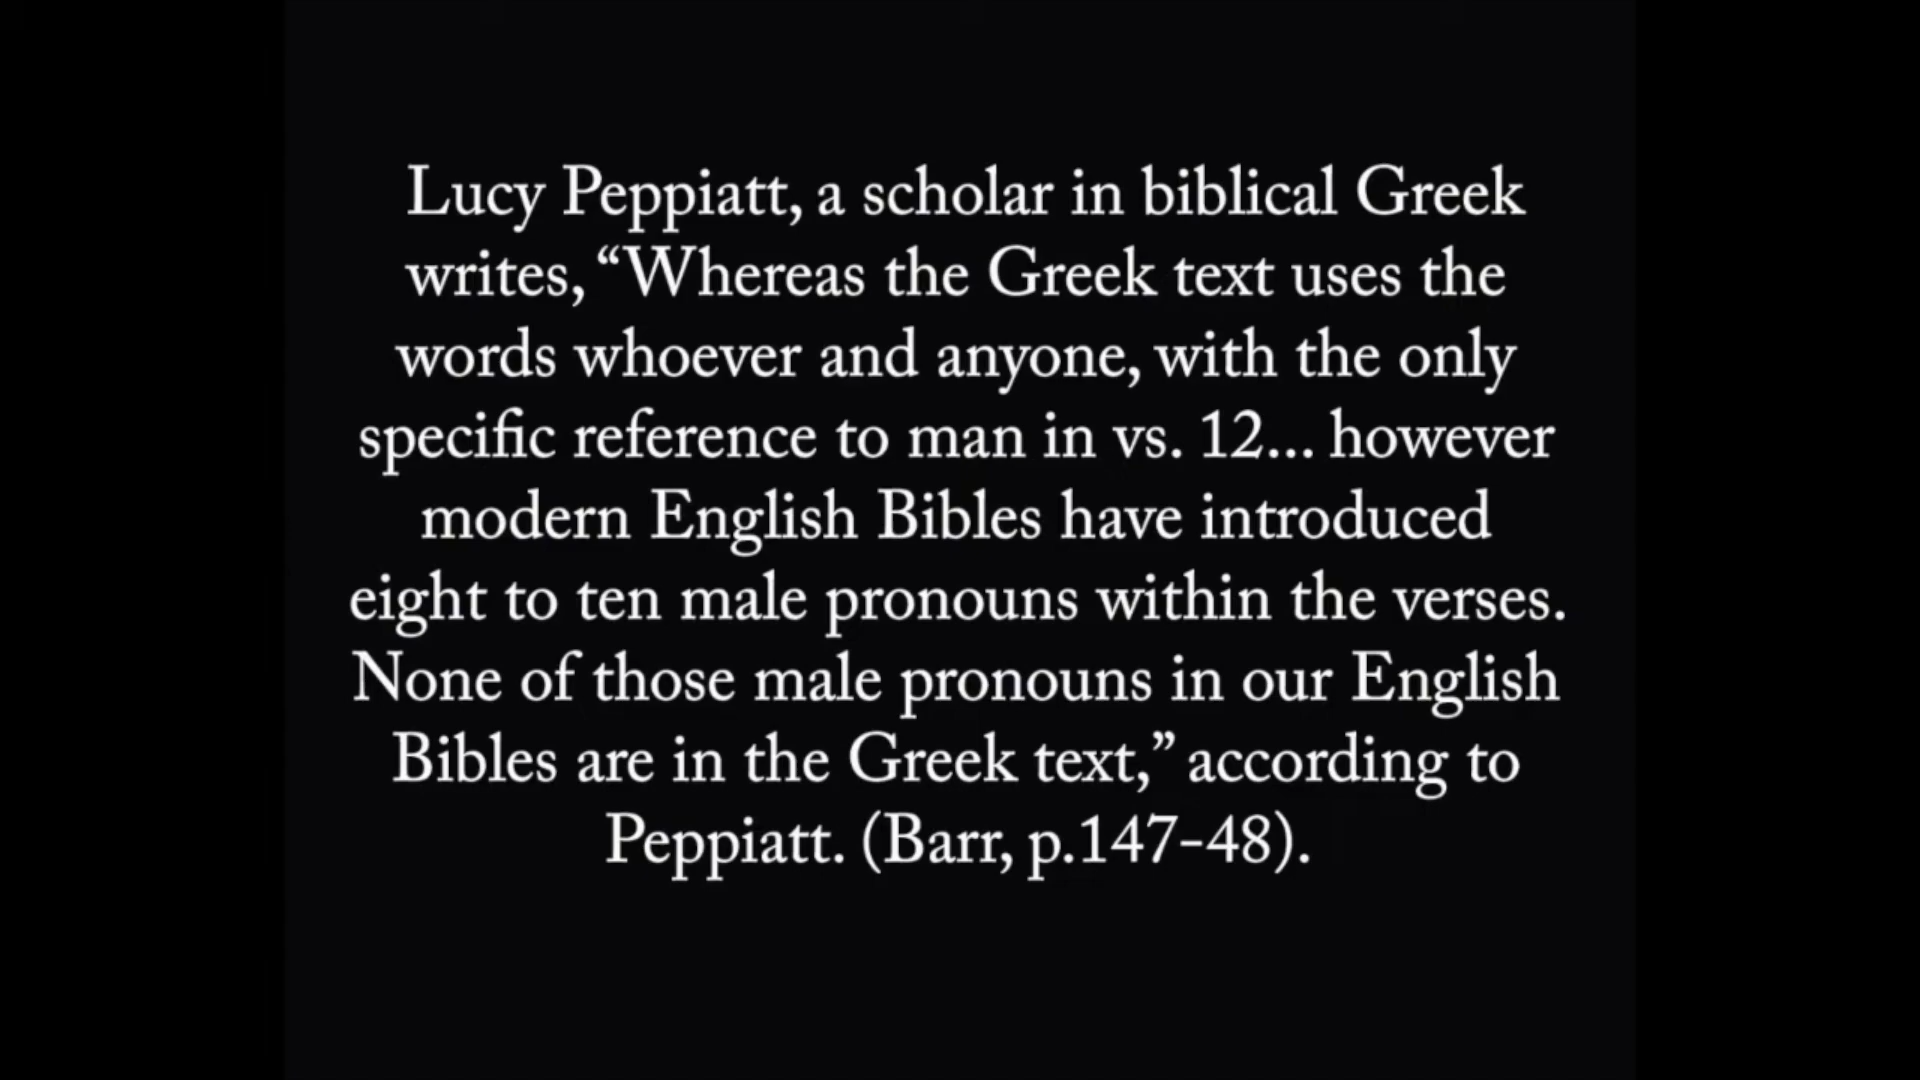 Lucy Peppiatt, a scholar in biblical Greek
writes, “Whereas the Greek text uses the
words whoever and anyone, with the only
specific reference to man in vs. 12... however
modern English Bibles have introduced
eight to ten male pronouns within the verses.
None of those male pronouns in our English
Bibles are in the Greek text,” according to
Peppiatt. (Barr, p.147-48).